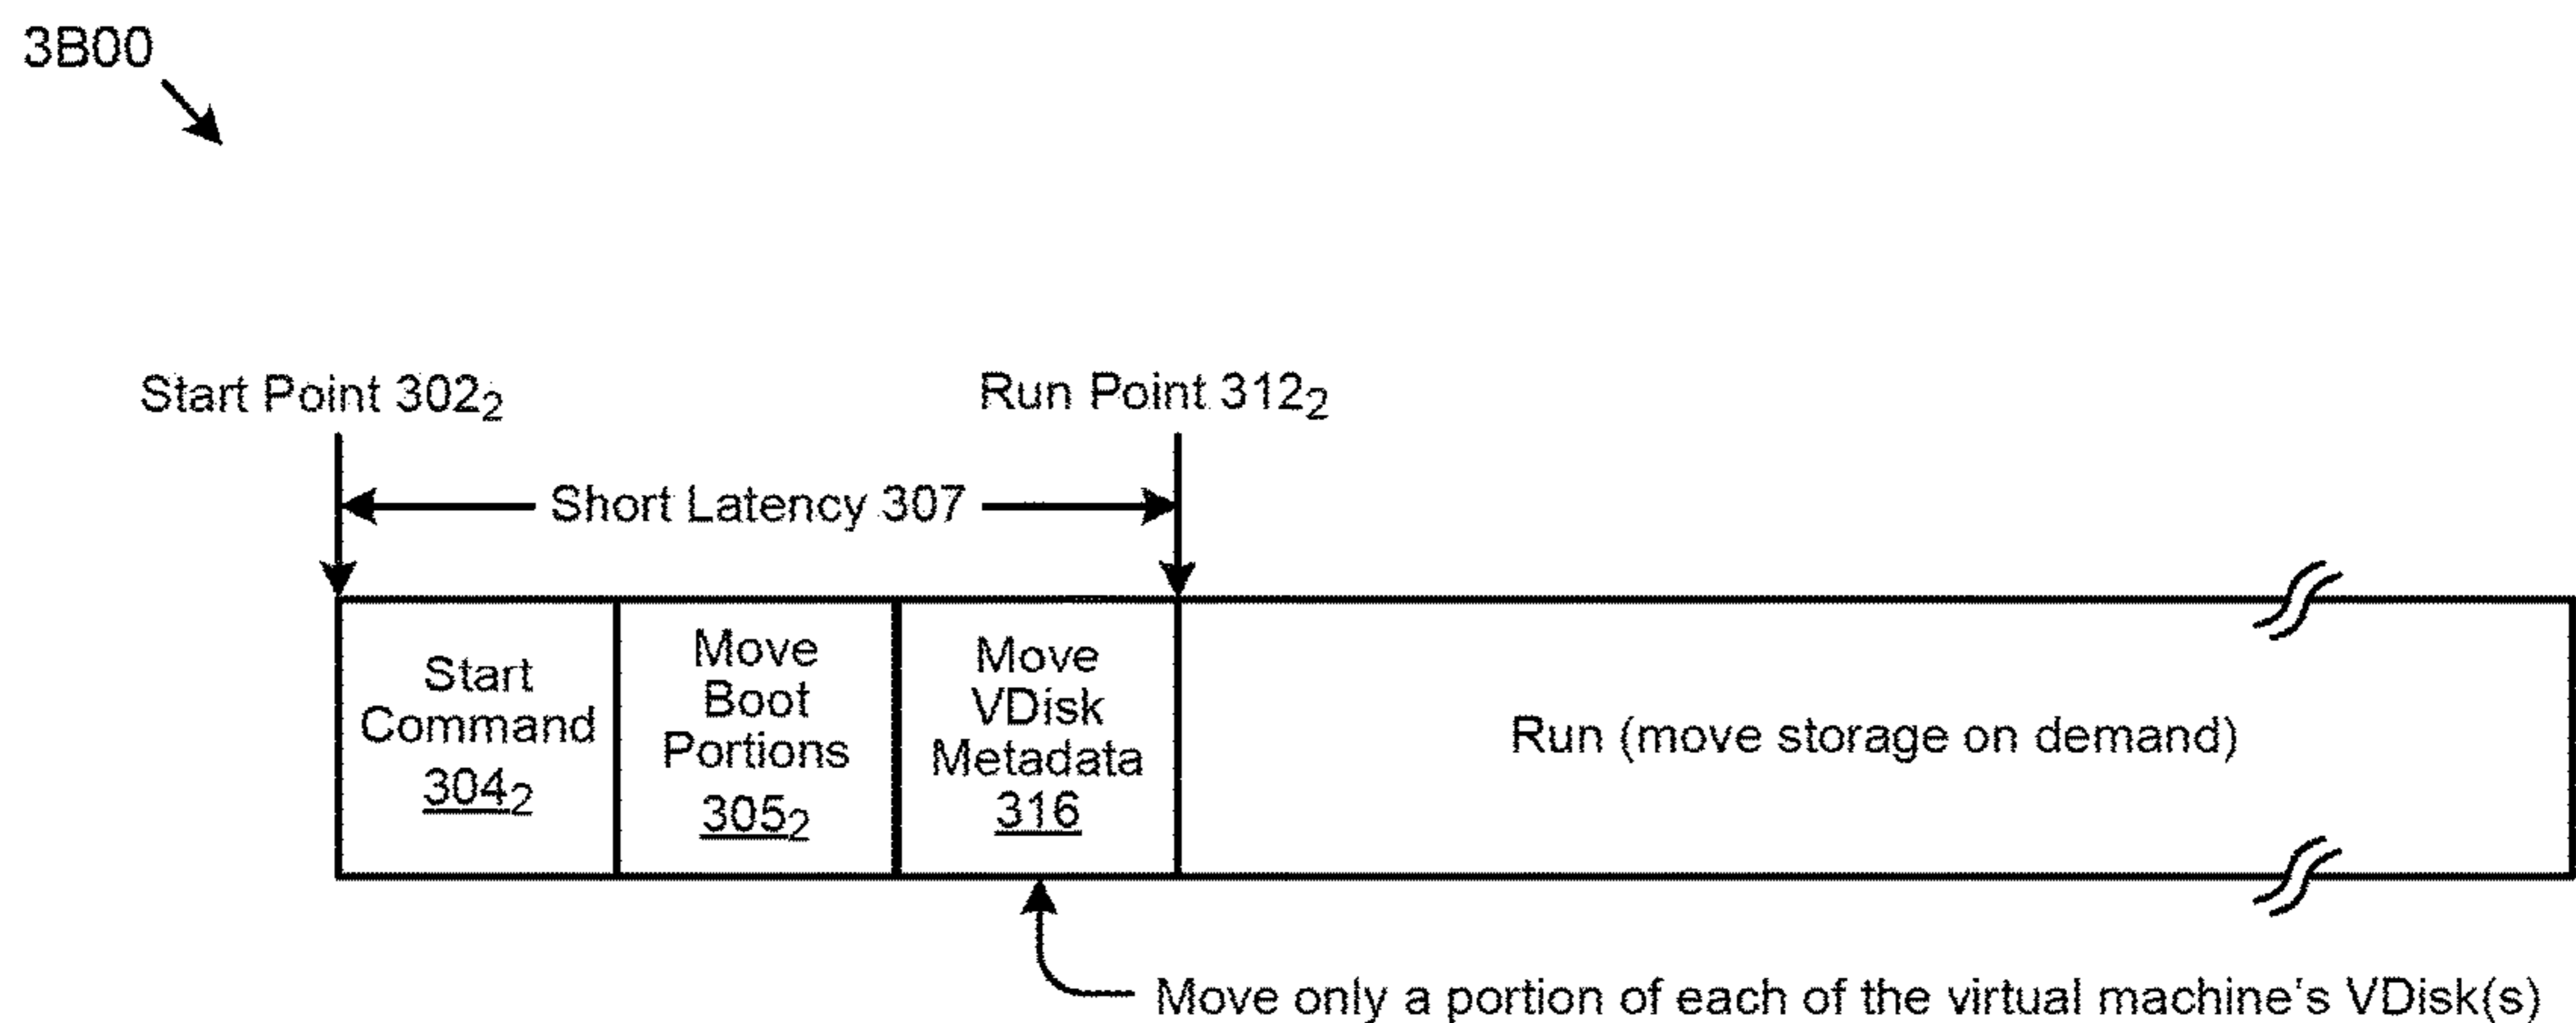 3B00
Start Point 302₂
Run Point 312₂
Short Latency 307
Start
Command
304₂
Move
Boot
Portions
305₂
Move
VDisk
Metadata
316
Run (move storage on demand)
Move only a portion of each of the virtual machine's VDisk(s)